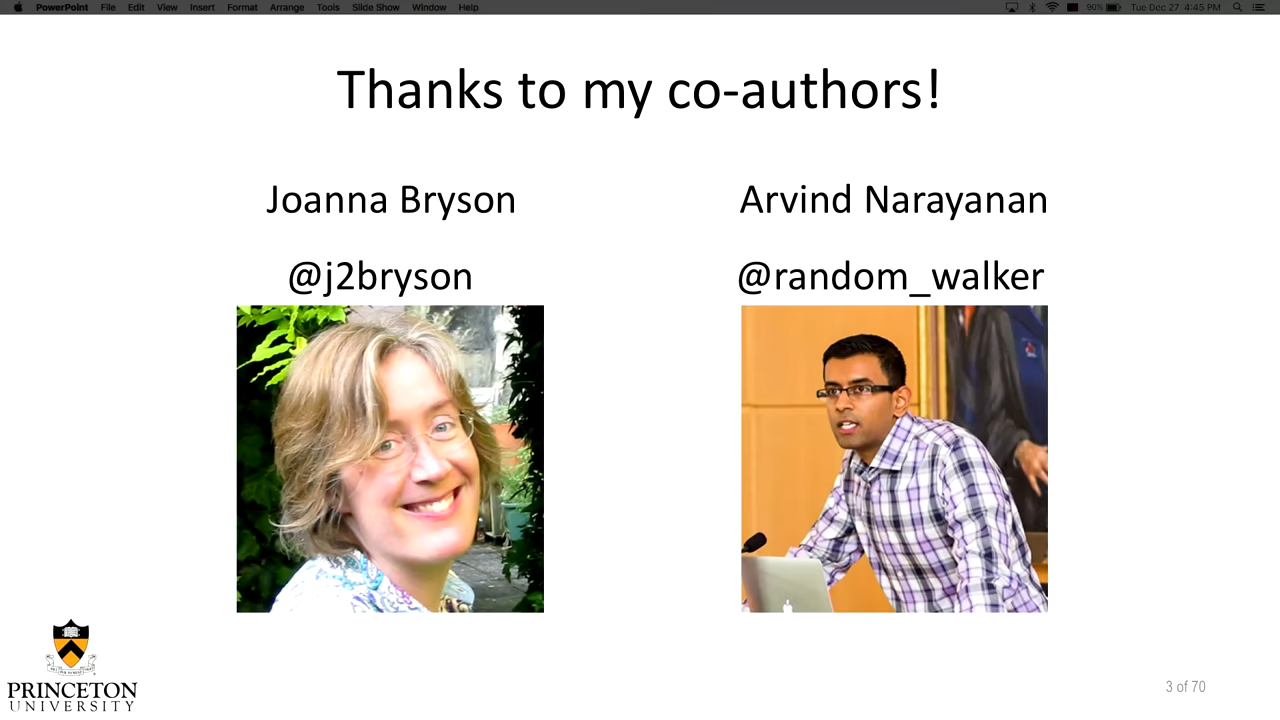 PowerPoint File Edit View Insert Format Arrange Tools Slide Show Window Help 90% Tue Dec 27 4:45 PM
Thanks to my co-authors!
Joanna Bryson Arvind Narayanan
@j2bryson @random_walker
PRINCETON
UNIVERSITY
3 of 70